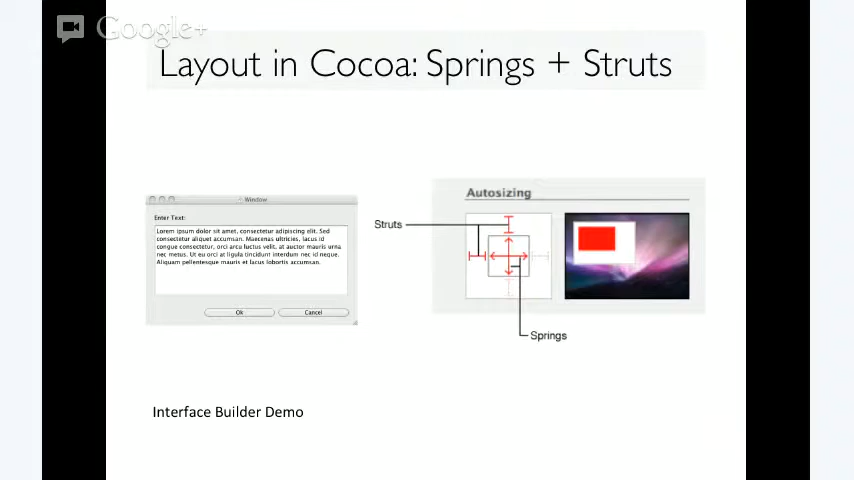 Google+
Layout in Cocoa: Springs + Struts
Window
Enter Text:
Lorem ipsum dolor sit amet, consectetur adipiscing elit. Sed
consectetur aliquet accumsan. Maecenas ultricies, lacus id
congue consectetur, orci arcu factus velit, at auctor mauris urna
nec metus. Ut eu orci at ligula tincidunt interdum nec id neque.
Aliquam pellentesque mauris et lacus lobortis accumsan.
Ok
Cancel
Autosizing
Struts
Springs
Interface Builder Demo